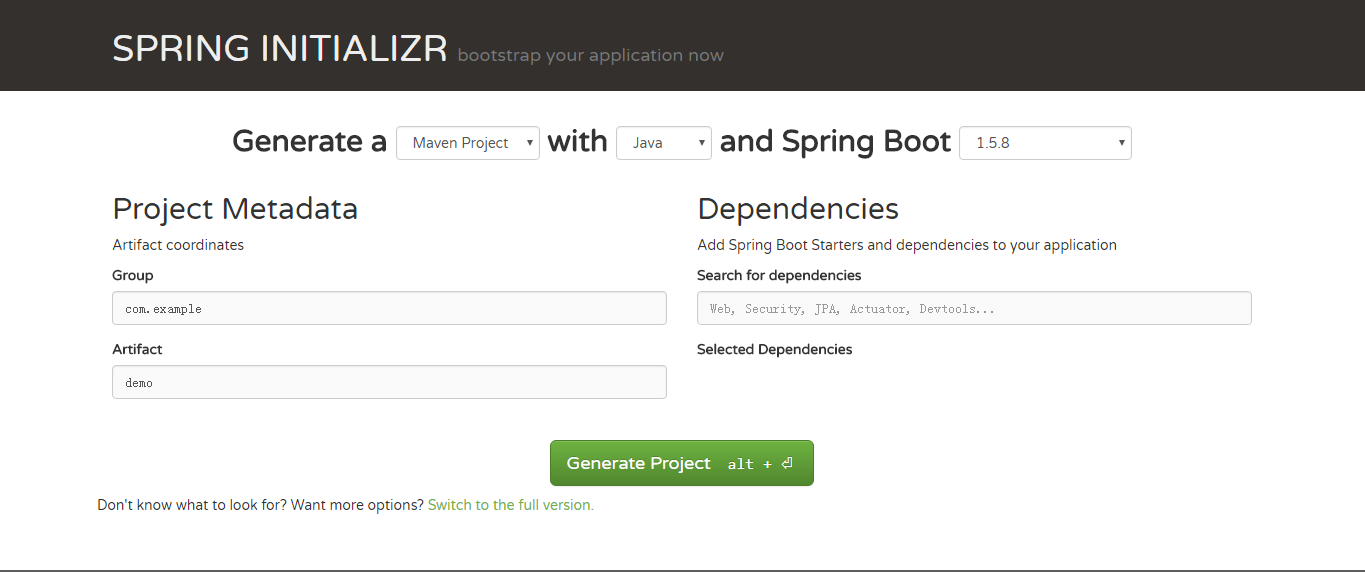 SPRING INITIALIZR bootstrap your application now
Generate a Maven Project with Java and Spring Boot 1.5.8
Project Metadata
Artifact coordinates
Group
com.example
Artifact
demo
Dependencies
Add Spring Boot Starters and dependencies to your application
Search for dependencies
Web, Security, JPA, Actuator, Devtools...
Selected Dependencies
Generate Project alt + ⏎
Don't know what to look for? Want more options? Switch to the full version.